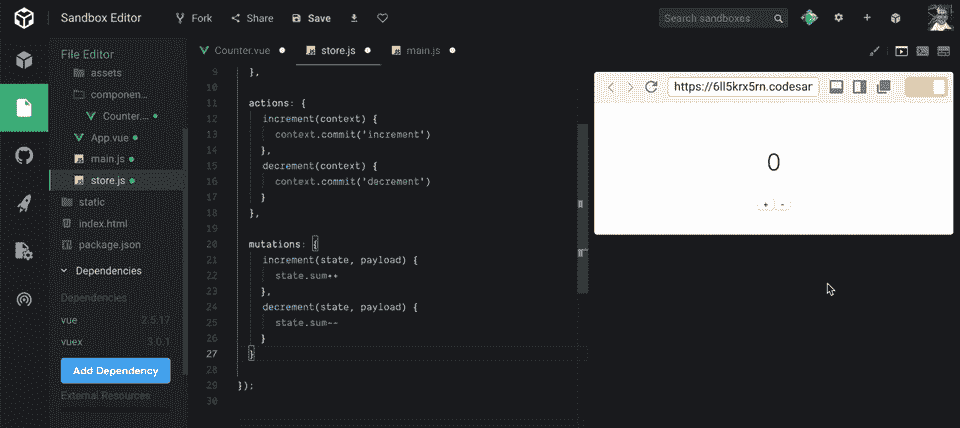 Sandbox Editor
Fork
Share
Save
Search sandboxes
File Editor
assets
componen...
Counter....
App.vue
main.js
store.js
static
index.html
package.json
Dependencies
Dependencies
vue 2.5.17
vuex 3.0.1
Add Dependency
External Resources
Counter.vue
store.js
main.js
9 },
10
11 actions: {
12 increment(context) {
13 context.commit('increment')
14 },
15 decrement(context) {
16 context.commit('decrement')
17 }
18 },
19
20 mutations: {
21 increment(state, payload) {
22 state.sum++
23 },
24 decrement(state, payload) {
25 state.sum--
26 }
27 }
28
29 });
30
https://6ll5krx5rn.codesar
0
+ -